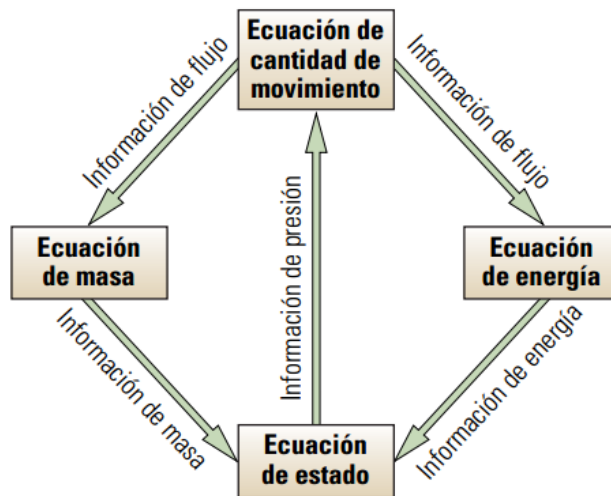 Ecuación de
cantidad de
movimiento
Información de flujo
Información de flujo
Ecuación
de masa
Información de presión
Ecuación
de energía
Información de masa
Información de energía
Ecuación
de estado